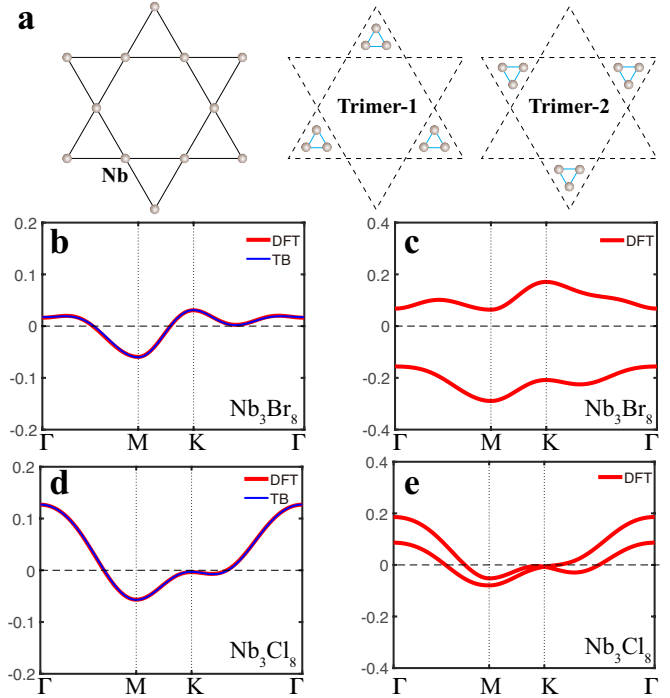 a
Trimer-1
Trimer-2
Nb
b
DFT
TB
0.2
0.1
0
-0.1
-0.2
Nb₃Br₈
Γ M K Γ
c
DFT
0.4
0.2
0
-0.2
-0.4
Nb₃Br₈
Γ M K Γ
d
DFT
TB
0.2
0.1
0
-0.1
-0.2
Nb₃Cl₈
Γ M K Γ
e
DFT
0.4
0.2
0
-0.2
-0.4
Nb₃Cl₈
Γ M K Γ